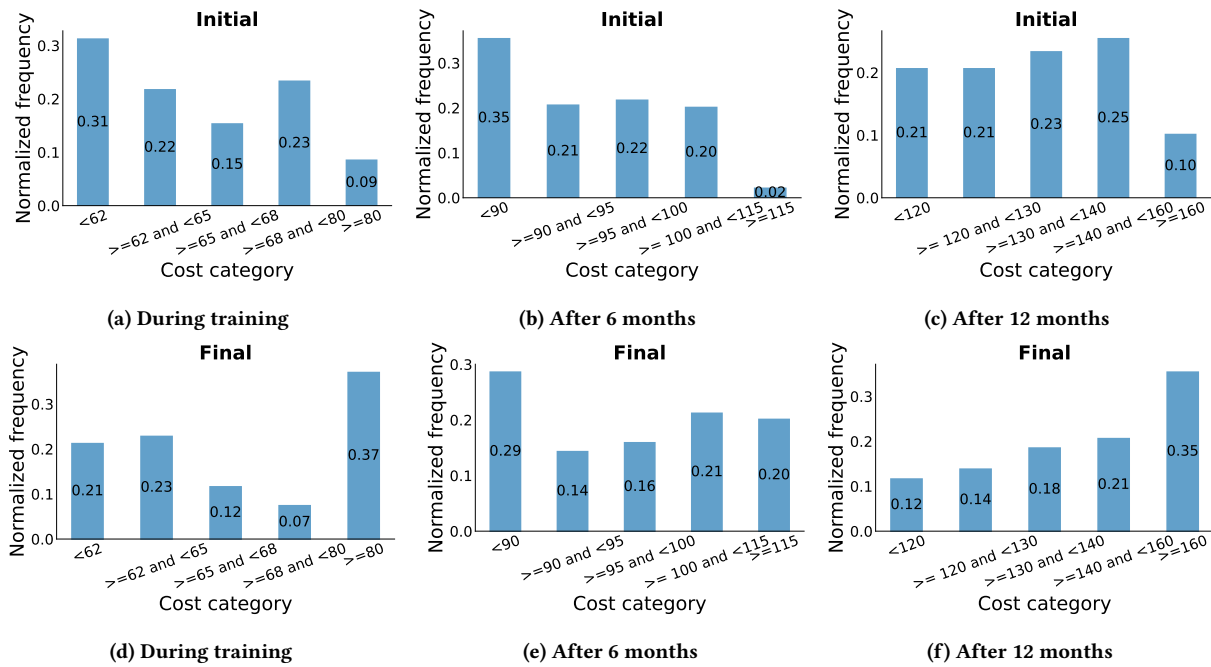 Initial
Normalized frequency
0.3
0.2
0.1
0.0
0.31
0.22
0.15
0.23
0.09
<62
>=62 and <65
>=65 and <68
>=68 and <80
>=80
Cost category
(a) During training
Initial
Normalized frequency
0.3
0.2
0.1
0.0
0.35
0.21
0.22
0.20
0.02
<90
>=90 and <95
>=95 and <100
>= 100 and <115
>=115
Cost category
(b) After 6 months
Initial
Normalized frequency
0.2
0.1
0.0
0.21
0.21
0.23
0.25
0.10
<120
>= 120 and <130
>=130 and <140
>=140 and <160
>=160
Cost category
(c) After 12 months
Final
Normalized frequency
0.3
0.2
0.1
0.0
0.21
0.23
0.12
0.07
0.37
<62
>=62 and <65
>=65 and <68
>=68 and <80
>=80
Cost category
(d) During training
Final
Normalized frequency
0.3
0.2
0.1
0.0
0.29
0.14
0.16
0.21
0.20
<90
>=90 and <95
>=95 and <100
>= 100 and <115
>=115
Cost category
(e) After 6 months
Final
Normalized frequency
0.3
0.2
0.1
0.0
0.12
0.14
0.18
0.21
0.35
<120
>= 120 and <130
>=130 and <140
>=140 and <160
>=160
Cost category
(f) After 12 months